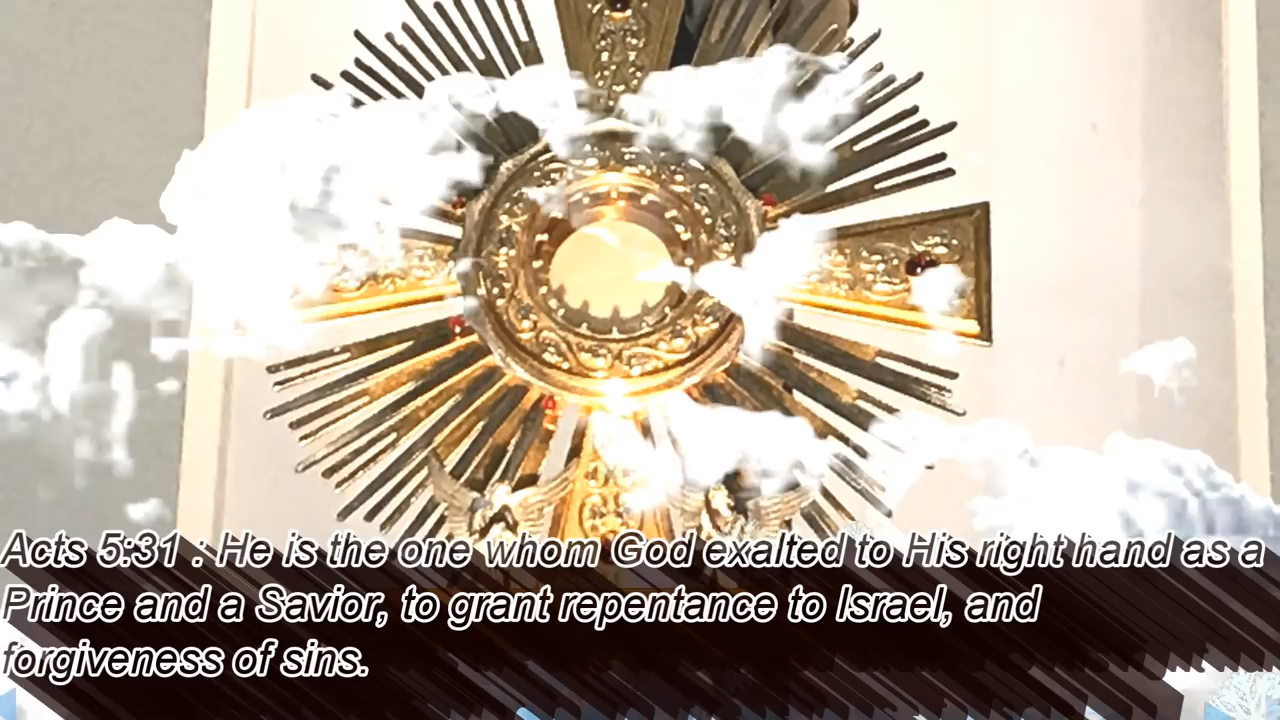 Acts 5:31 : He is the one whom God exalted to His right hand as a
Prince and a Savior, to grant repentance to Israel, and
forgiveness of sins.